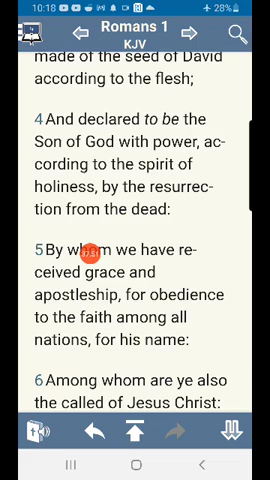 10:18 28%
Romans 1
KJV
made of the seed of David
according to the flesh;
4 And declared to be the
Son of God with power, ac-
cording to the spirit of
holiness, by the resurrec-
tion from the dead:
5 By whom we have re-
ceived grace and
apostleship, for obedience
to the faith among all
nations, for his name:
6 Among whom are ye also
the called of Jesus Christ: